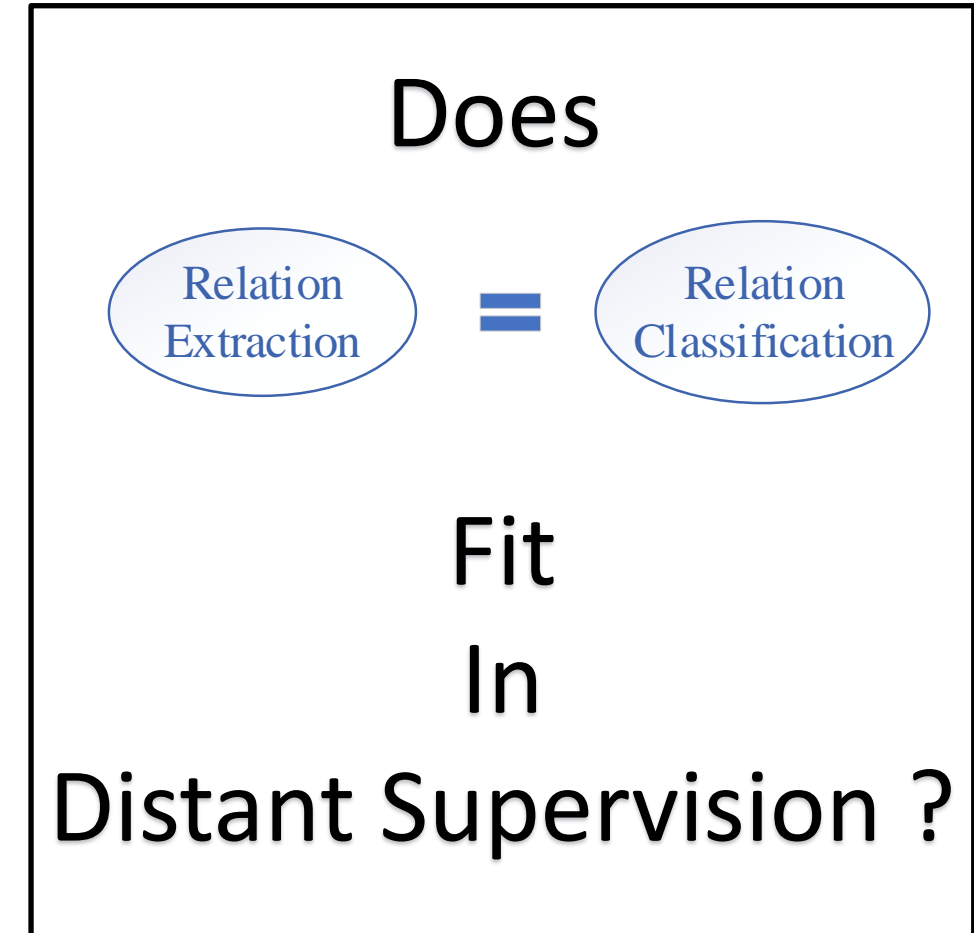 Does
Relation
Extraction
=
Relation
Classification
Fit
In
Distant Supervision ?